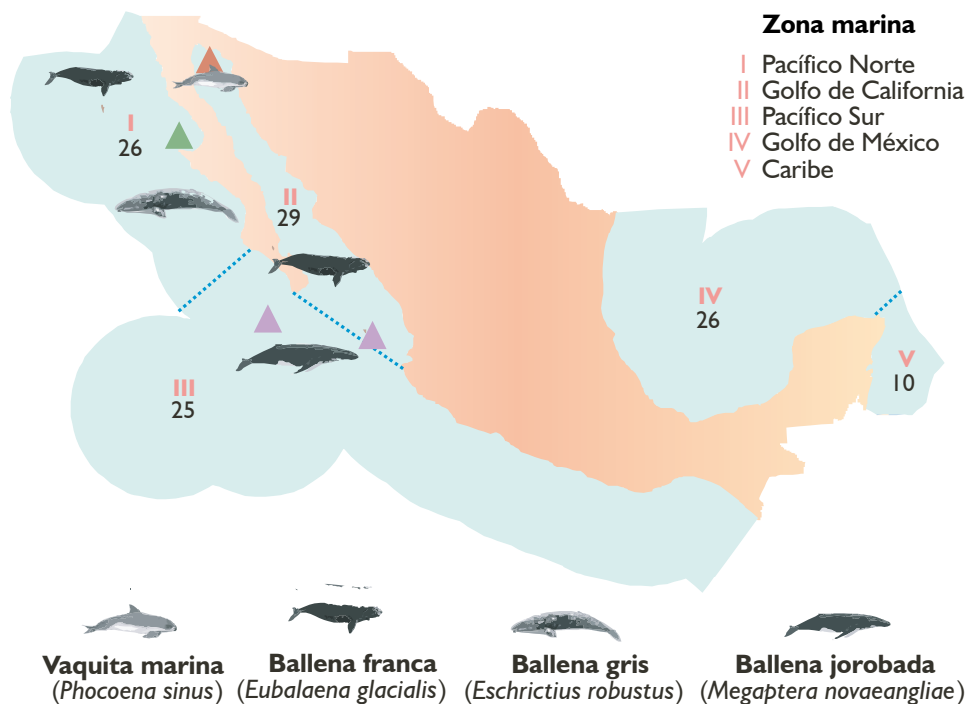 Zona marina
I Pacífico Norte
II Golfo de California
III Pacífico Sur
IV Golfo de México
V Caribe
I
26
II
29
III
25
IV
26
V
10
Vaquita marina
(Phocoena sinus)
Ballena franca
(Eubalaena glacialis)
Ballena gris
(Eschrictius robustus)
Ballena jorobada
(Megaptera novaeangliae)